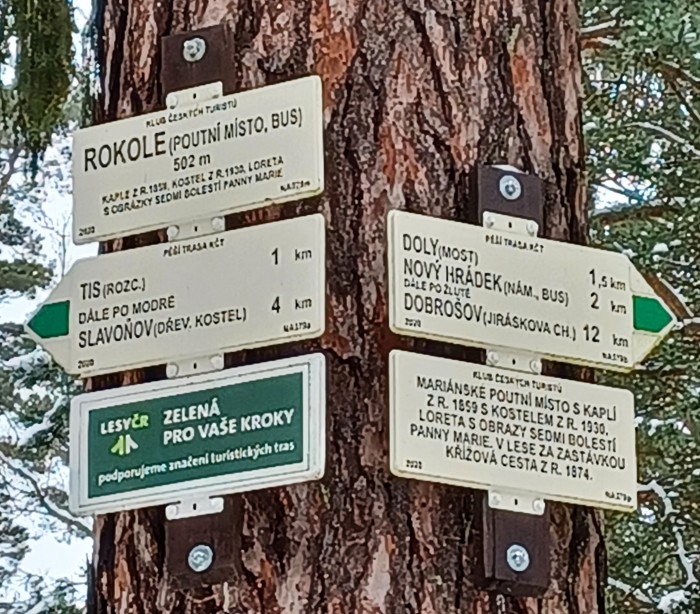 KLUB ČESKÝCH TURISTŮ
ROKOLE (POUTNÍ MÍSTO, BUS)
502 m
KAPLE Z R.1859, KOSTEL Z R.1930, LORETA
S OBRÁZKY SEDMI BOLESTÍ PANNY MARIE
2020
PĚŠÍ TRASA KČT
TIS (ROZC.) 1 km
DÁLE PO MODRÉ
SLAVOŇOV (DŘEV. KOSTEL) 4 km
2020
LESY ČR
ZELENÁ
PRO VAŠE KROKY
podporujeme značení turistických tras
PĚŠÍ TRASA KČT
DOLY (MOST) 1,5 km
NOVÝ HRÁDEK (NÁM., BUS) 2 km
DÁLE PO ŽLUTÉ
DOBROŠOV (JIRÁSKOVA CH.) 12 km
2020
KLUB ČESKÝCH TURISTŮ
MARIÁNSKÉ POUTNÍ MÍSTO S KAPLÍ
Z R. 1859 S KOSTELEM Z R. 1930,
LORETA S OBRAZY SEDMI BOLESTÍ
PANNY MARIE. V LESE ZA ZASTÁVKOU
KŘÍŽOVÁ CESTA Z R. 1874.
2020